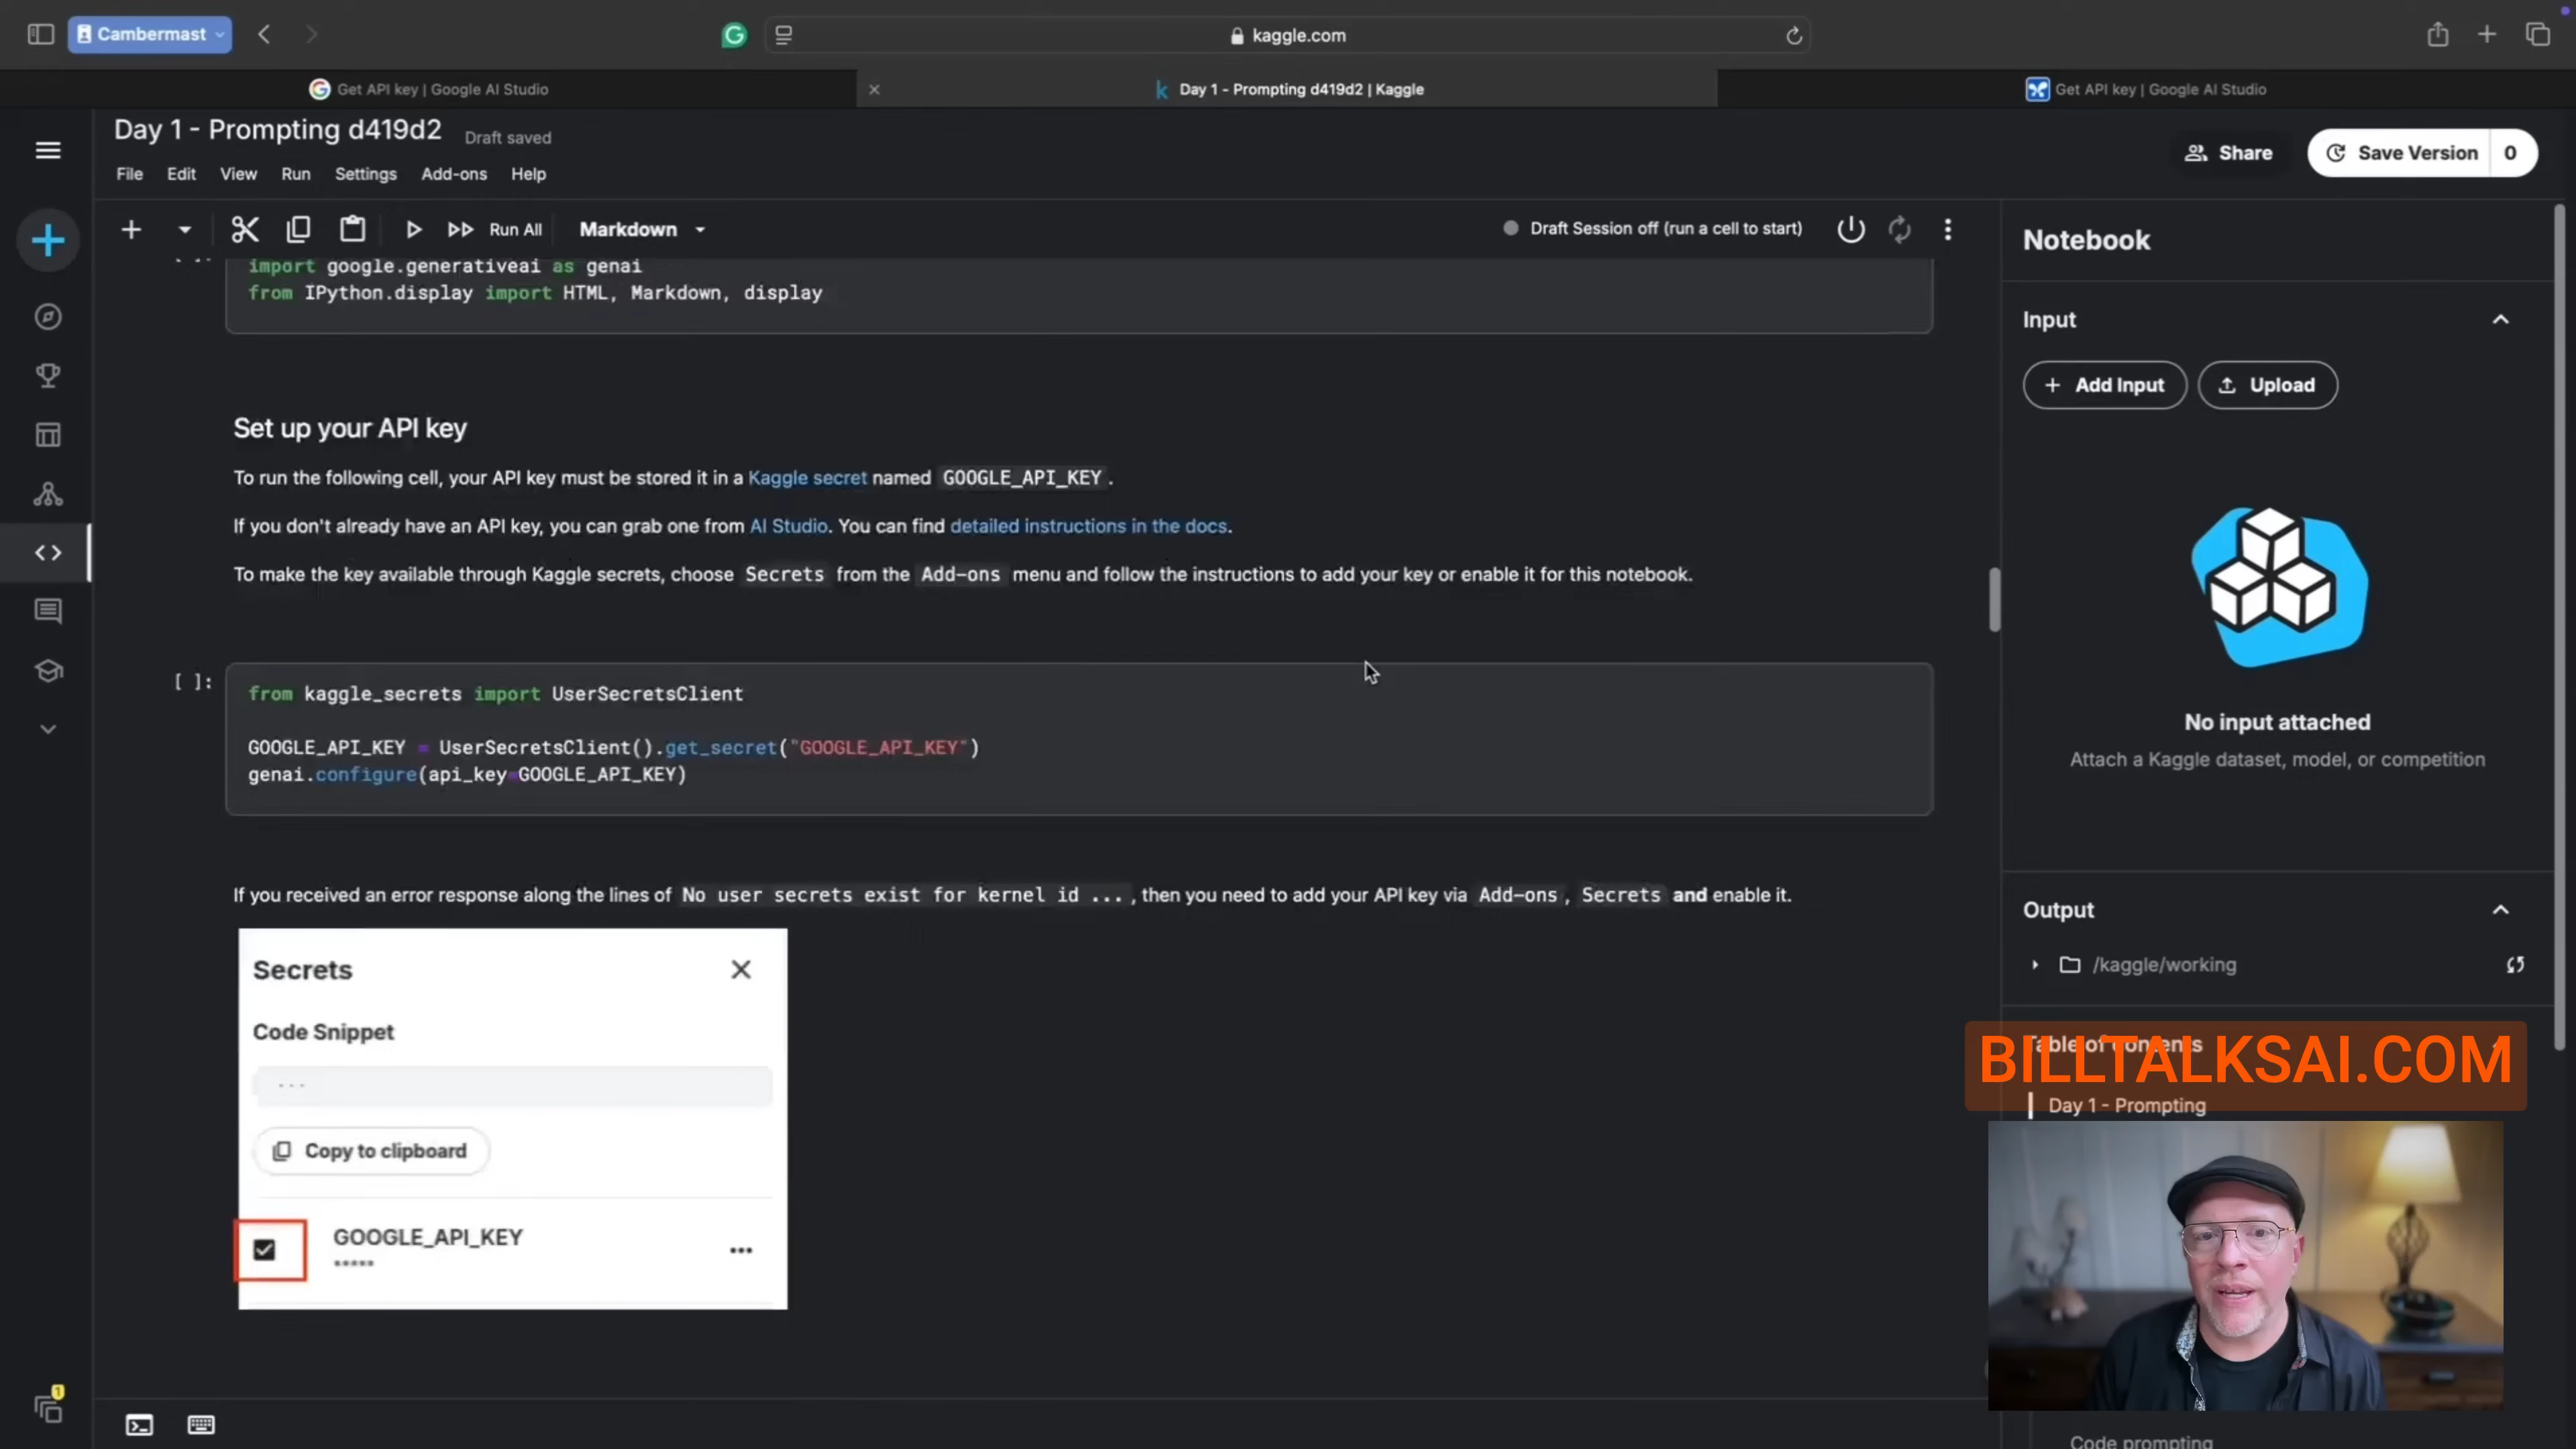 Cambermast
kaggle.com
Get API key | Google AI Studio
Day 1 - Prompting d419d2 | Kaggle
Get API key | Google AI Studio
Day 1 - Prompting d419d2 Draft saved
File Edit View Run Settings Add-ons Help
Share
Save Version 0
Run All Markdown
Draft Session off (run a cell to start)
import google.generativeai as genai
from IPython.display import HTML, Markdown, display
Set up your API key
To run the following cell, your API key must be stored it in a Kaggle secret named GOOGLE_API_KEY.
If you don't already have an API key, you can grab one from AI Studio. You can find detailed instructions in the docs.
To make the key available through Kaggle secrets, choose Secrets from the Add-ons menu and follow the instructions to add your key or enable it for this notebook.
[ ]:
from kaggle_secrets import UserSecretsClient
GOOGLE_API_KEY = UserSecretsClient().get_secret("GOOGLE_API_KEY")
genai.configure(api_key=GOOGLE_API_KEY)
If you received an error response along the lines of No user secrets exist for kernel id ..., then you need to add your API key via Add-ons, Secrets and enable it.
Secrets
Code Snippet
...
Copy to clipboard
GOOGLE_API_KEY
*****
Notebook
Input
+ Add Input
Upload
No input attached
Attach a Kaggle dataset, model, or competition
Output
/kaggle/working
Table of contents
BILLTALKSAI.COM
Day 1 - Prompting
Code prompting
1